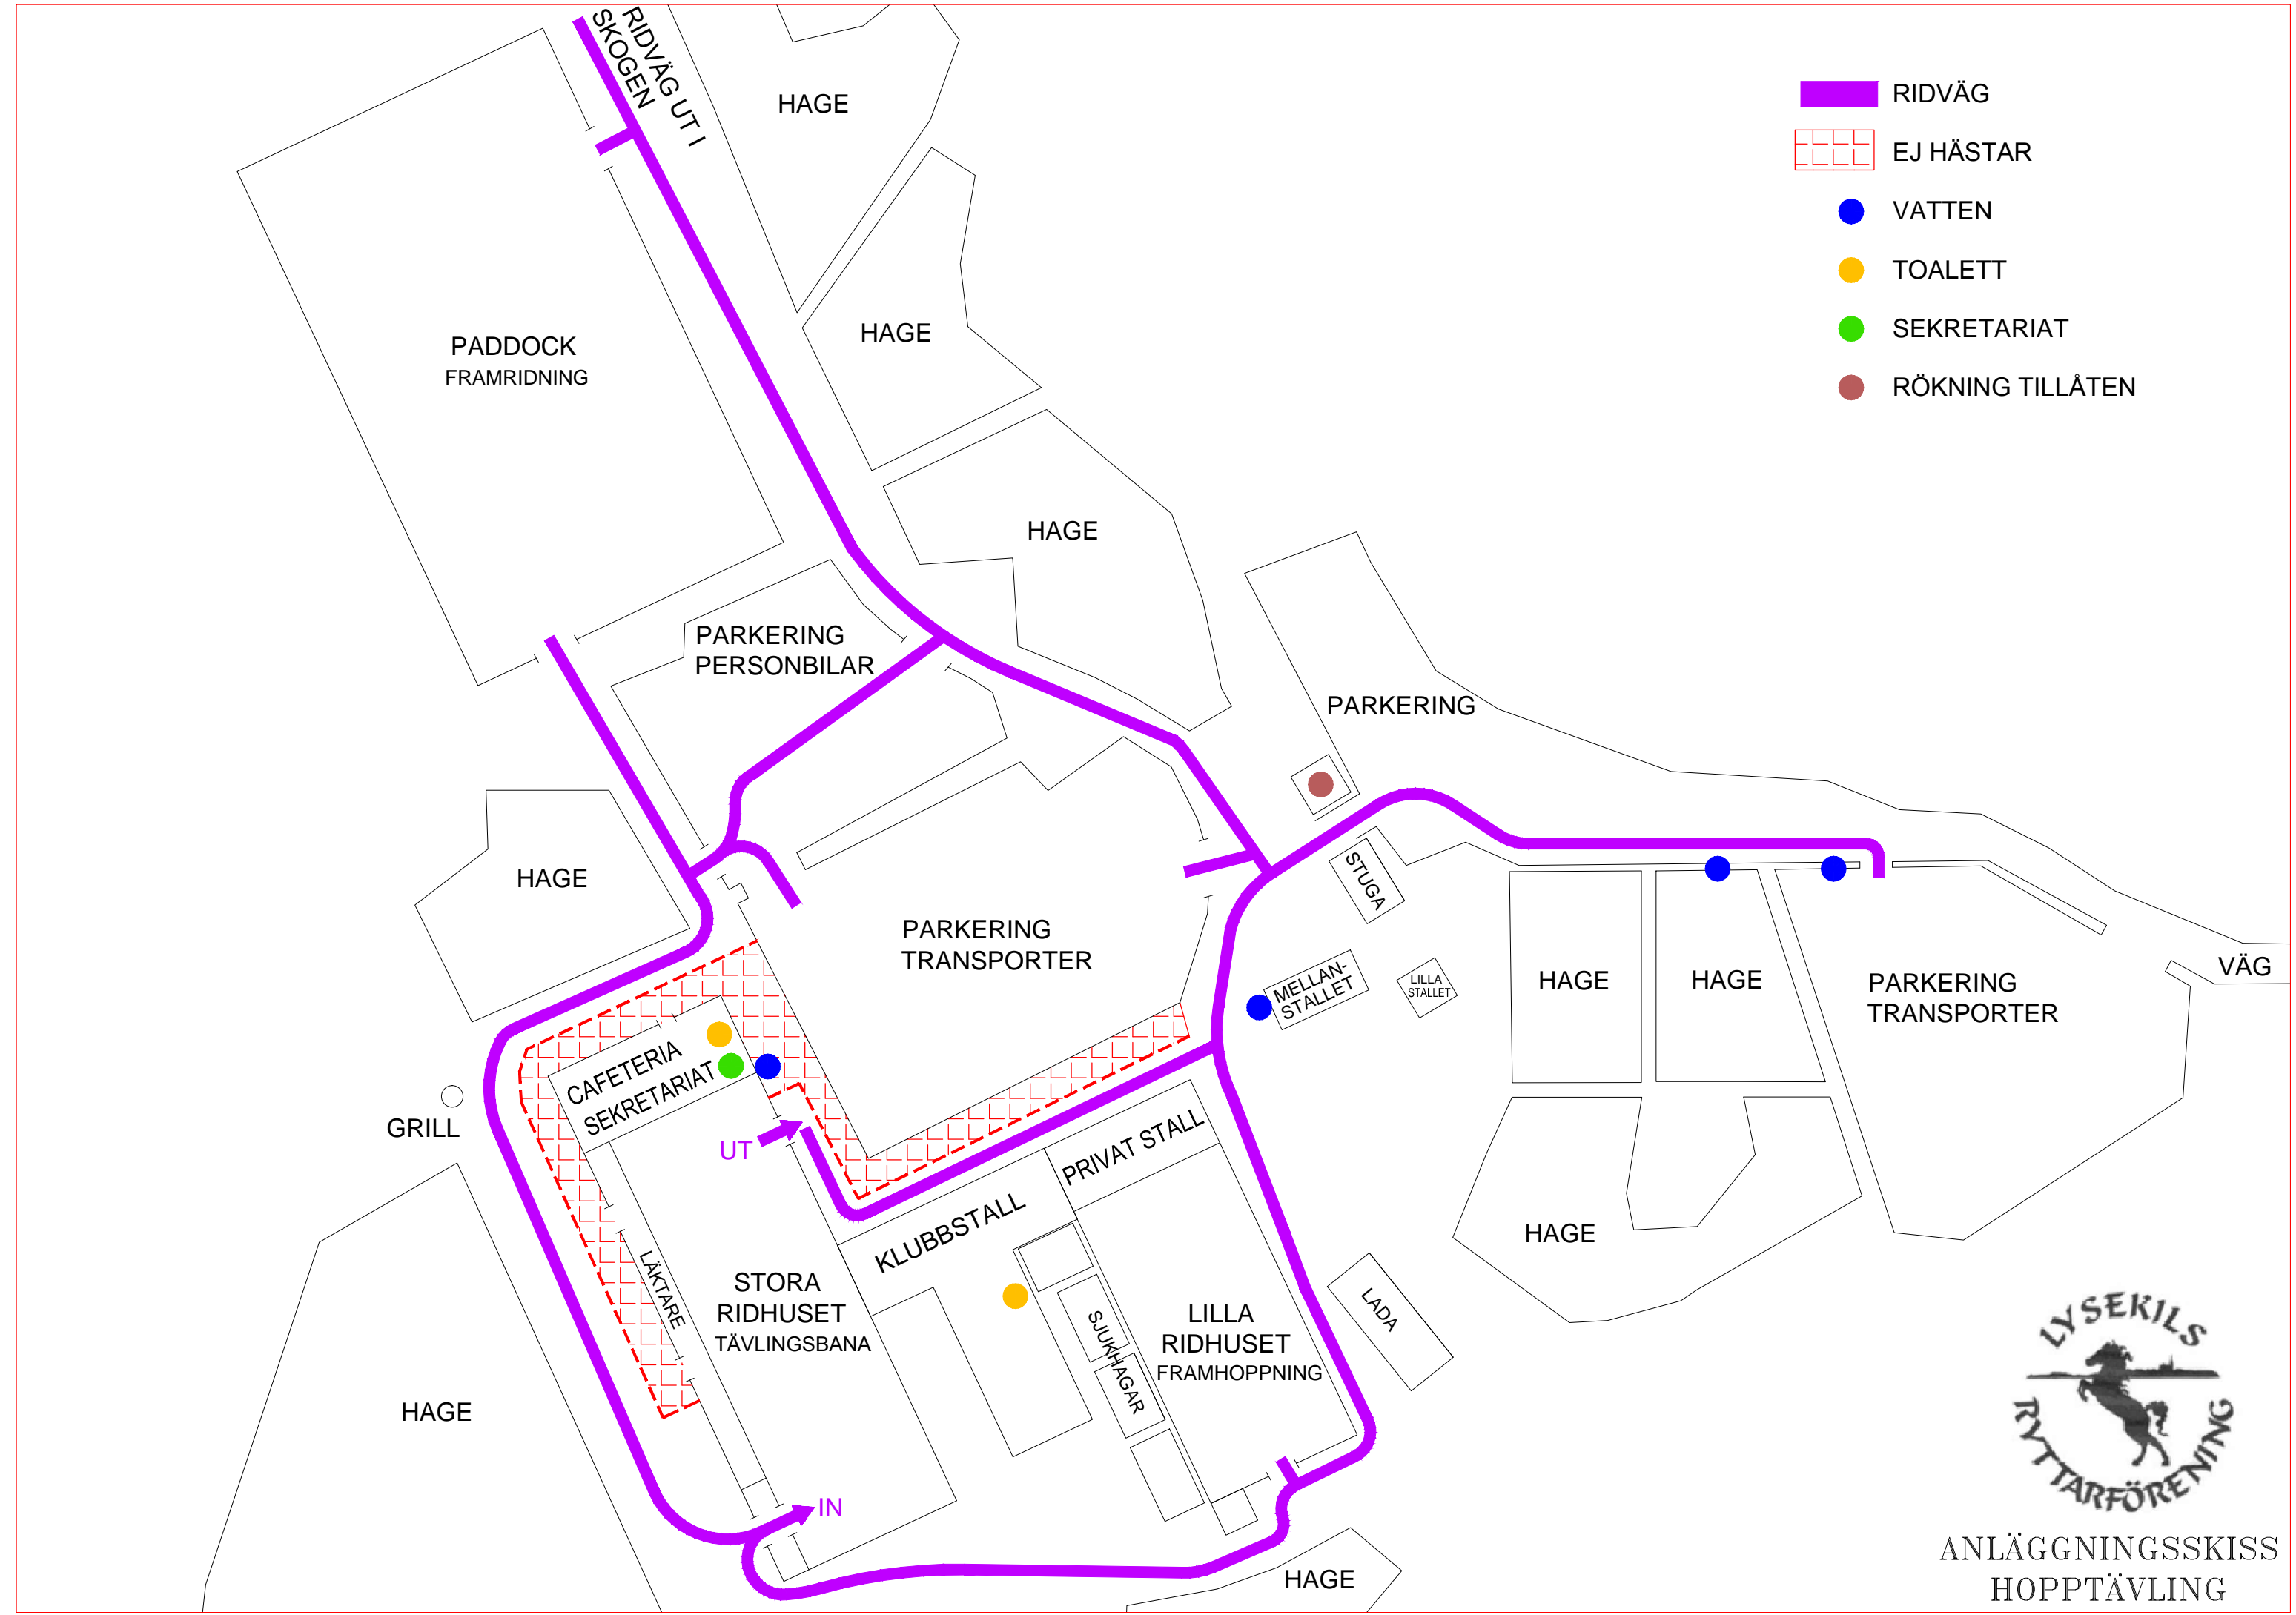 RIDVÄG UT I
SKOGEN
HAGE
RIDVÄG
EJ HÄSTAR
VATTEN
TOALETT
SEKRETARIAT
RÖKNING TILLÅTEN
HAGE
PADDOCK
FRAMRIDNING
HAGE
PARKERING
PERSONBILAR
PARKERING
HAGE
STUGA
PARKERING
TRANSPORTER
MELLAN-
STALLET
LILLA
STALLET
HAGE
HAGE
PARKERING
TRANSPORTER
VÄG
CAFETERIA
SEKRETARIAT
GRILL
UT
PRIVAT STALL
KLUBBSTALL
HAGE
LÄKTARE
STORA
RIDHUSET
TÄVLINGSBANA
SJUKHAGAR
LILLA
RIDHUSET
FRAMHOPPNING
LADA
HAGE
IN
HAGE
LYSEKILS
RYTTARFÖRENING
ANLÄGGNINGSSKISS
HOPPTÄVLING